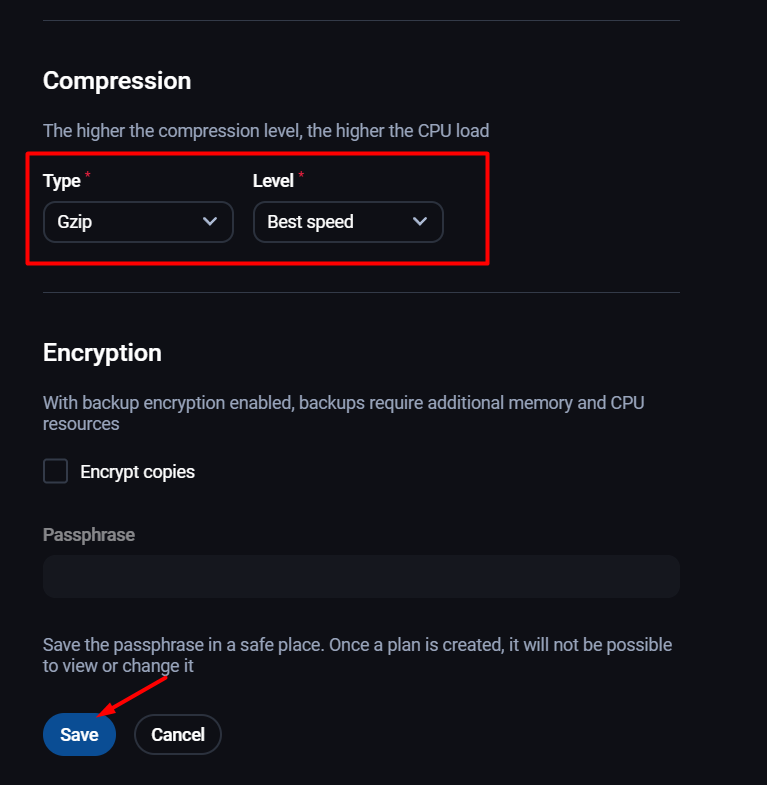 Compression
The higher the compression level, the higher the CPU load
Type * Level *
Gzip Best speed
Encryption
With backup encryption enabled, backups require additional memory and CPU
resources
Encrypt copies
Passphrase
Save the passphrase in a safe place. Once a plan is created, it will not be possible
to view or change it
Save Cancel